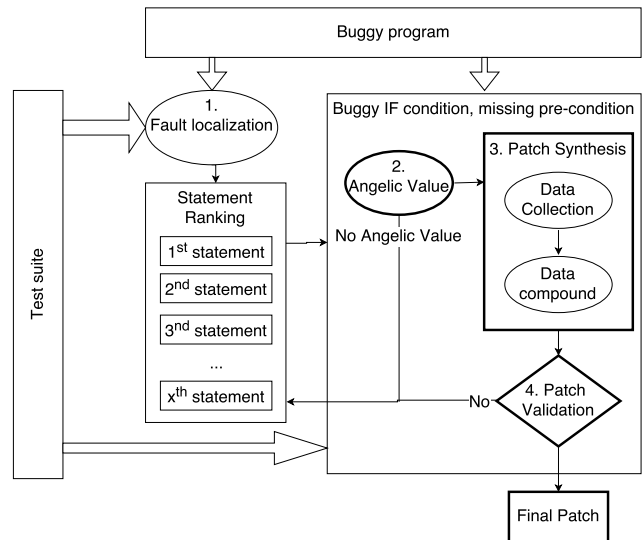 Buggy program
Test suite
1.
Fault localization
Statement
Ranking
1st statement
2nd statement
3nd statement
...
xth statement
Buggy IF condition, missing pre-condition
2.
Angelic Value
No Angelic Value
3. Patch Synthesis
Data
Collection
Data
compound
4. Patch
Validation
No
Final Patch